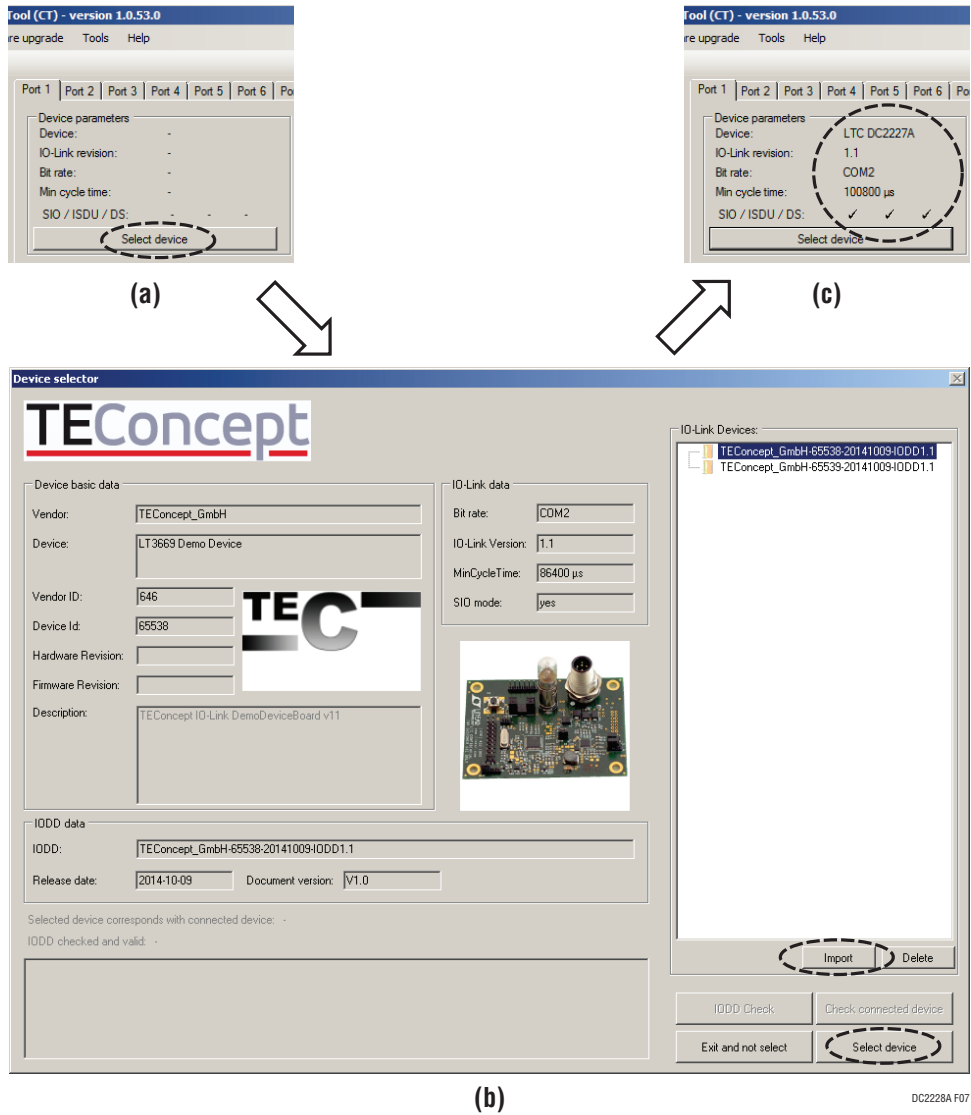 Tool (CT) - version 1.0.53.0
re upgrade Tools Help
Port 1 Port 2 Port 3 Port 4 Port 5 Port 6 Po
Device parameters
Device: -
IO-Link revision: -
Bit rate: -
Min cycle time: -
SIO / ISDU / DS: - - -
Select device
(a)
Tool (CT) - version 1.0.53.0
re upgrade Tools Help
Port 1 Port 2 Port 3 Port 4 Port 5 Port 6 Po
Device parameters
Device: LTC DC2227A
IO-Link revision: 1.1
Bit rate: COM2
Min cycle time: 100800 µs
SIO / ISDU / DS: ✓ ✓ ✓
Select device
(c)
Device selector
TEConcept
Device basic data
Vendor: TEConcept_GmbH
Device: LT3669 Demo Device
Vendor ID: 646
Device Id: 65538
Hardware Revision:
Firmware Revision:
Description: TEConcept IO-Link DemoDeviceBoard v11
TEC
IO-Link data
Bit rate: COM2
IO-Link Version: 1.1
MinCycleTime: 86400 µs
SIO mode: yes
IODD data
IODD: TEConcept_GmbH-65538-20141009-IODD1.1
Release date: 2014-10-09 Document version: V1.0
Selected device corresponds with connected device: -
IODD checked and valid: -
IO-Link Devices:
TEConcept_GmbH-65538-20141009-IODD1.1
TEConcept_GmbH-65539-20141009-IODD1.1
Import Delete
IODD Check Check connected device
Exit and not select Select device
(b)
DC2228A F07